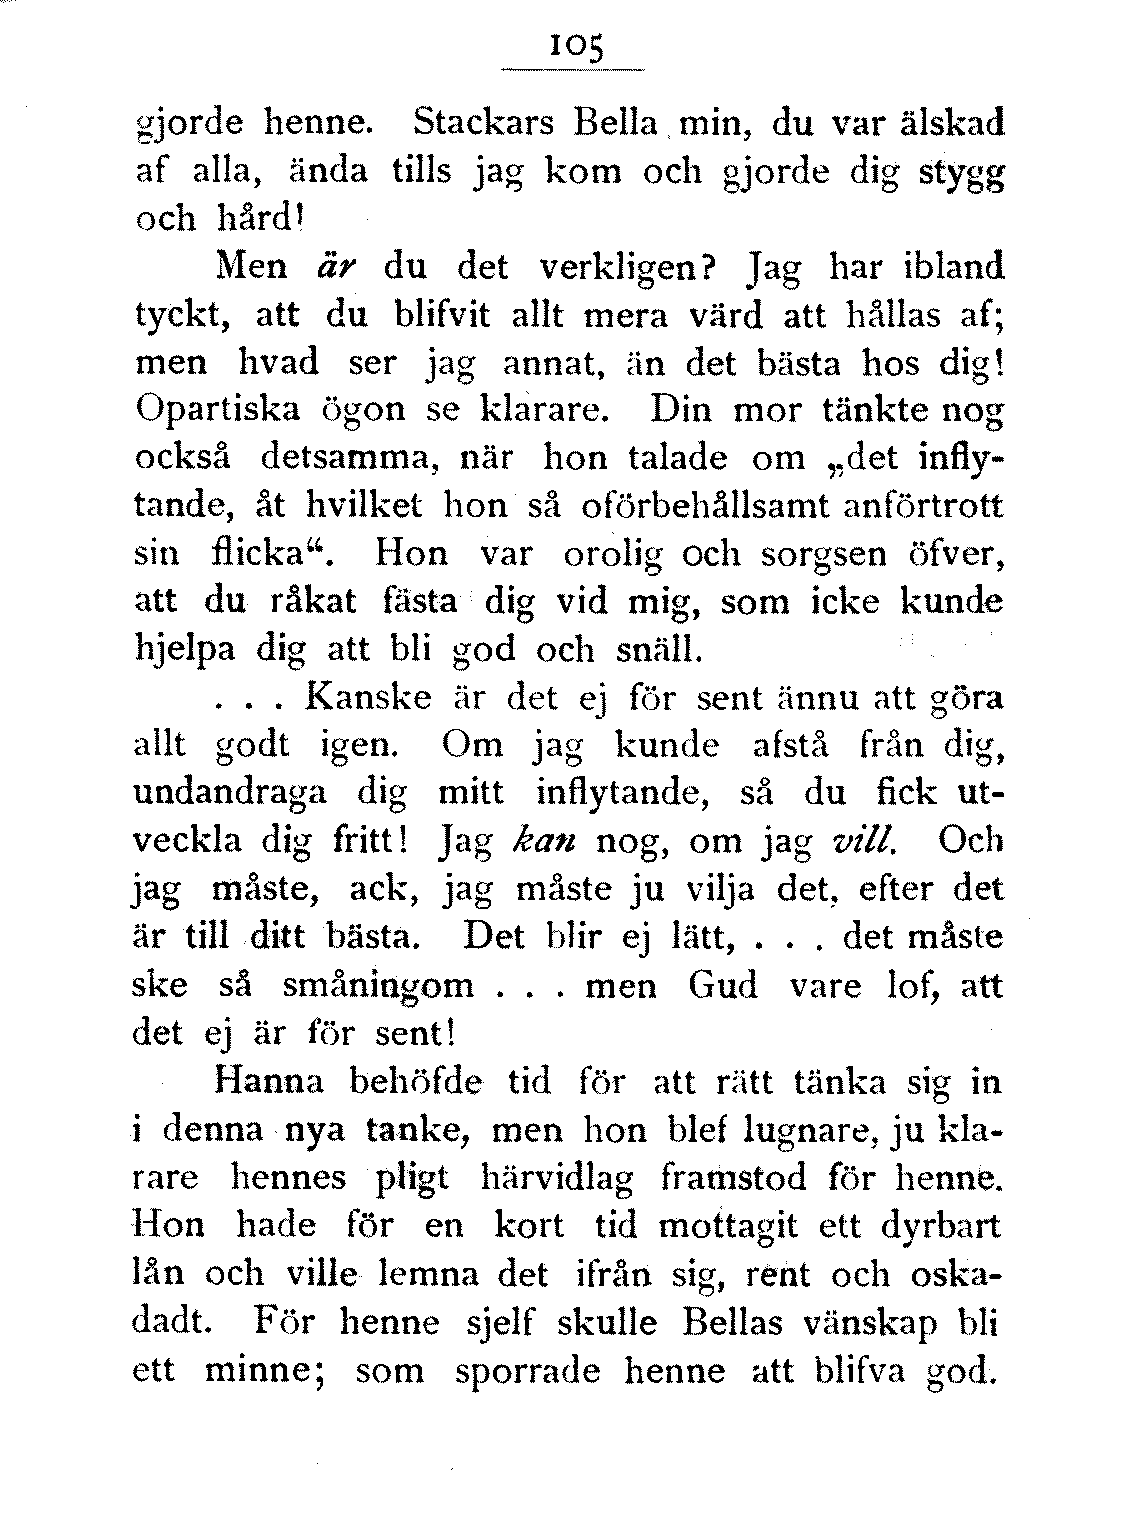 105
gjorde henne. Stackars Bella min, du var älskad
af alla, ända tills jag kom och gjorde dig stygg
och hård!
Men är du det verkligen? Jag har ibland
tyckt, att du blifvit allt mera värd att hållas af;
men hvad ser jag annat, än det bästa hos dig!
Opartiska ögon se klarare. Din mor tänkte nog
också detsamma, när hon talade om „det infly-
tande, åt hvilket hon så oförbehållsamt anförtrott
sin flicka“. Hon var orolig och sorgsen öfver,
att du råkat fästa dig vid mig, som icke kunde
hjelpa dig att bli god och snäll.
. . . Kanske är det ej för sent ännu att göra
allt godt igen. Om jag kunde afstå från dig,
undandraga dig mitt inflytande, så du fick ut-
veckla dig fritt! Jag kan nog, om jag vill. Och
jag måste, ack, jag måste ju vilja det, efter det
är till ditt bästa. Det blir ej lätt, . . . det måste
ske så småningom . . . men Gud vare lof, att
det ej är för sent!
Hanna behöfde tid för att rätt tänka sig in
i denna nya tanke, men hon blef lugnare, ju kla-
rare hennes pligt härvidlag framstod för henne.
Hon hade för en kort tid mottagit ett dyrbart
lån och ville lemna det ifrån sig, rent och oska-
dadt. För henne sjelf skulle Bellas vänskap bli
ett minne; som sporrade henne att blifva god.